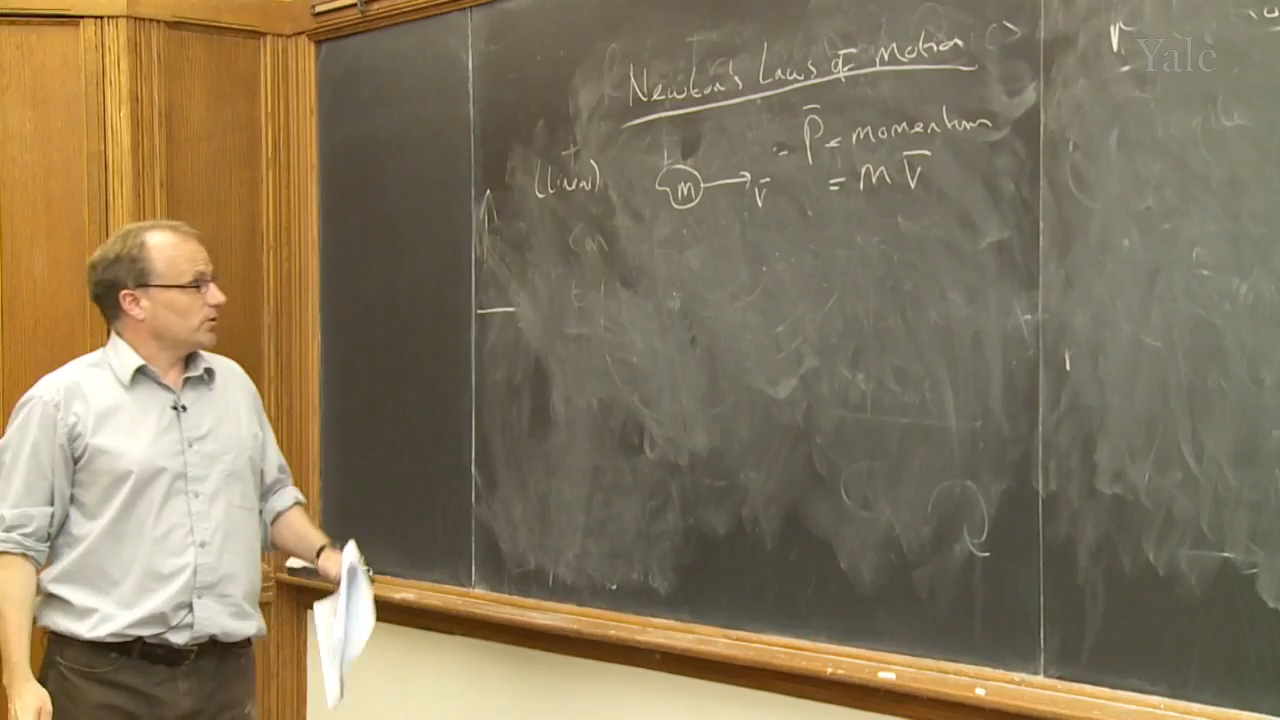 Newton's Laws of Motion
= P̄ = momentum
(linear) m v̄ = m v̄
r
Yale